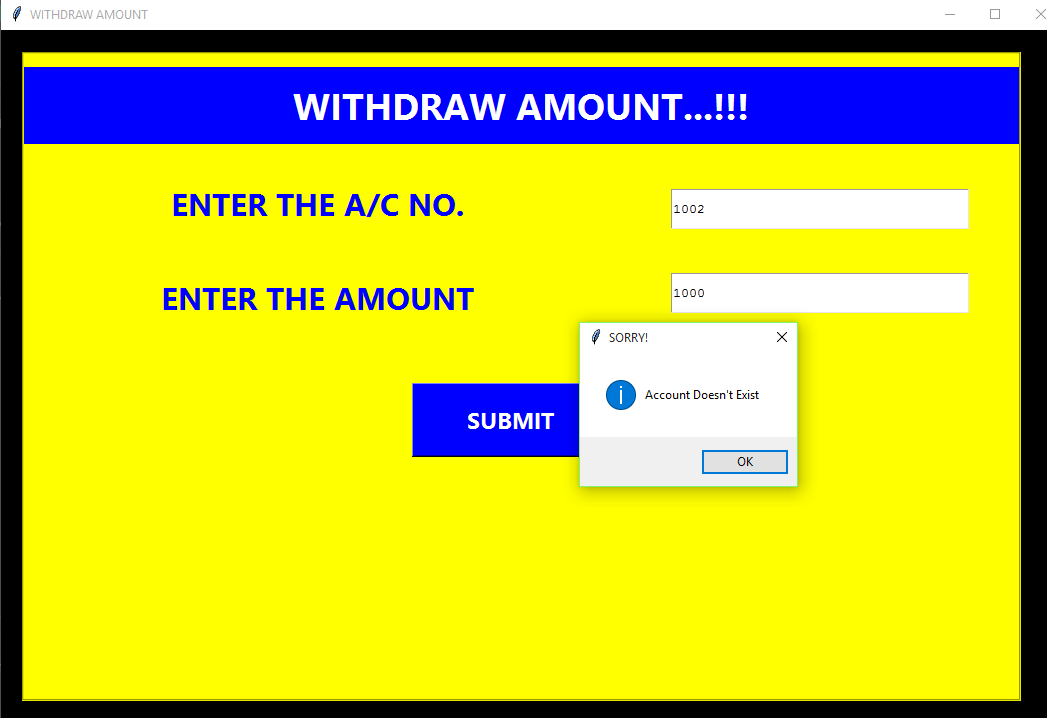 WITHDRAW AMOUNT
WITHDRAW AMOUNT...!!!
ENTER THE A/C NO.
1002
ENTER THE AMOUNT
1000
SORRY!
Account Doesn't Exist
SUBMIT
OK